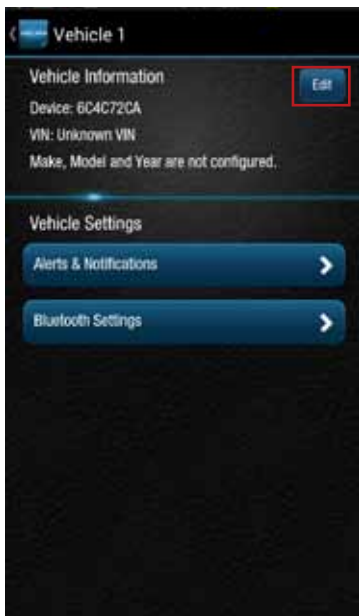 Vehicle 1
Vehicle Information
Edit
Device: 6C4C72CA
VIN: Unknown VIN
Make, Model and Year are not configured.
Vehicle Settings
Alerts & Notifications
Bluetooth Settings